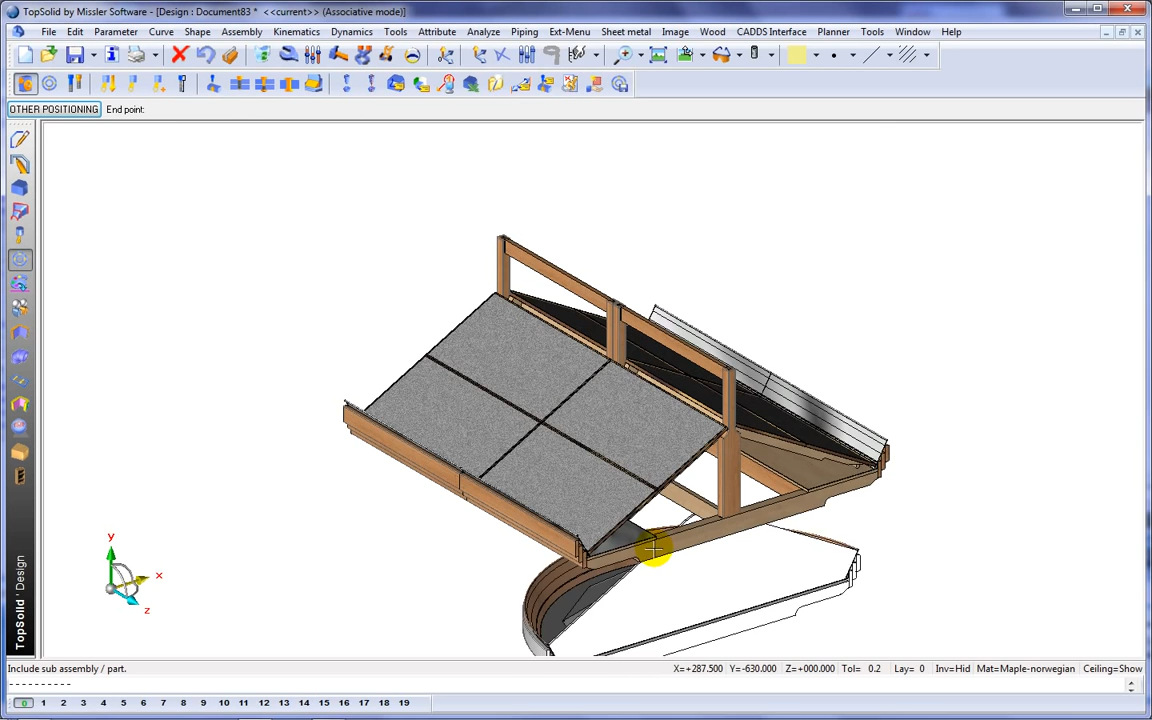 TopSolid by Missler Software - [Design : Document83 *  <<current>> (Associative mode)]
File Edit Parameter Curve Shape Assembly Kinematics Dynamics Tools Attribute Analyze Piping Ext-Menu Sheet metal Image Wood CADDS Interface Planner Tools Window Help
OTHER POSITIONING End point:
y
x
z
TopSolid'Design
Include sub assembly / part. X=+287.500 Y=-630.000 Z=+000.000 Tol= 0.2 Lay= 0 Inv=Hid Mat=Maple-norwegian Ceiling=Show
----------
0 1 2 3 4 5 6 7 8 9 10 11 12 13 14 15 16 17 18 19